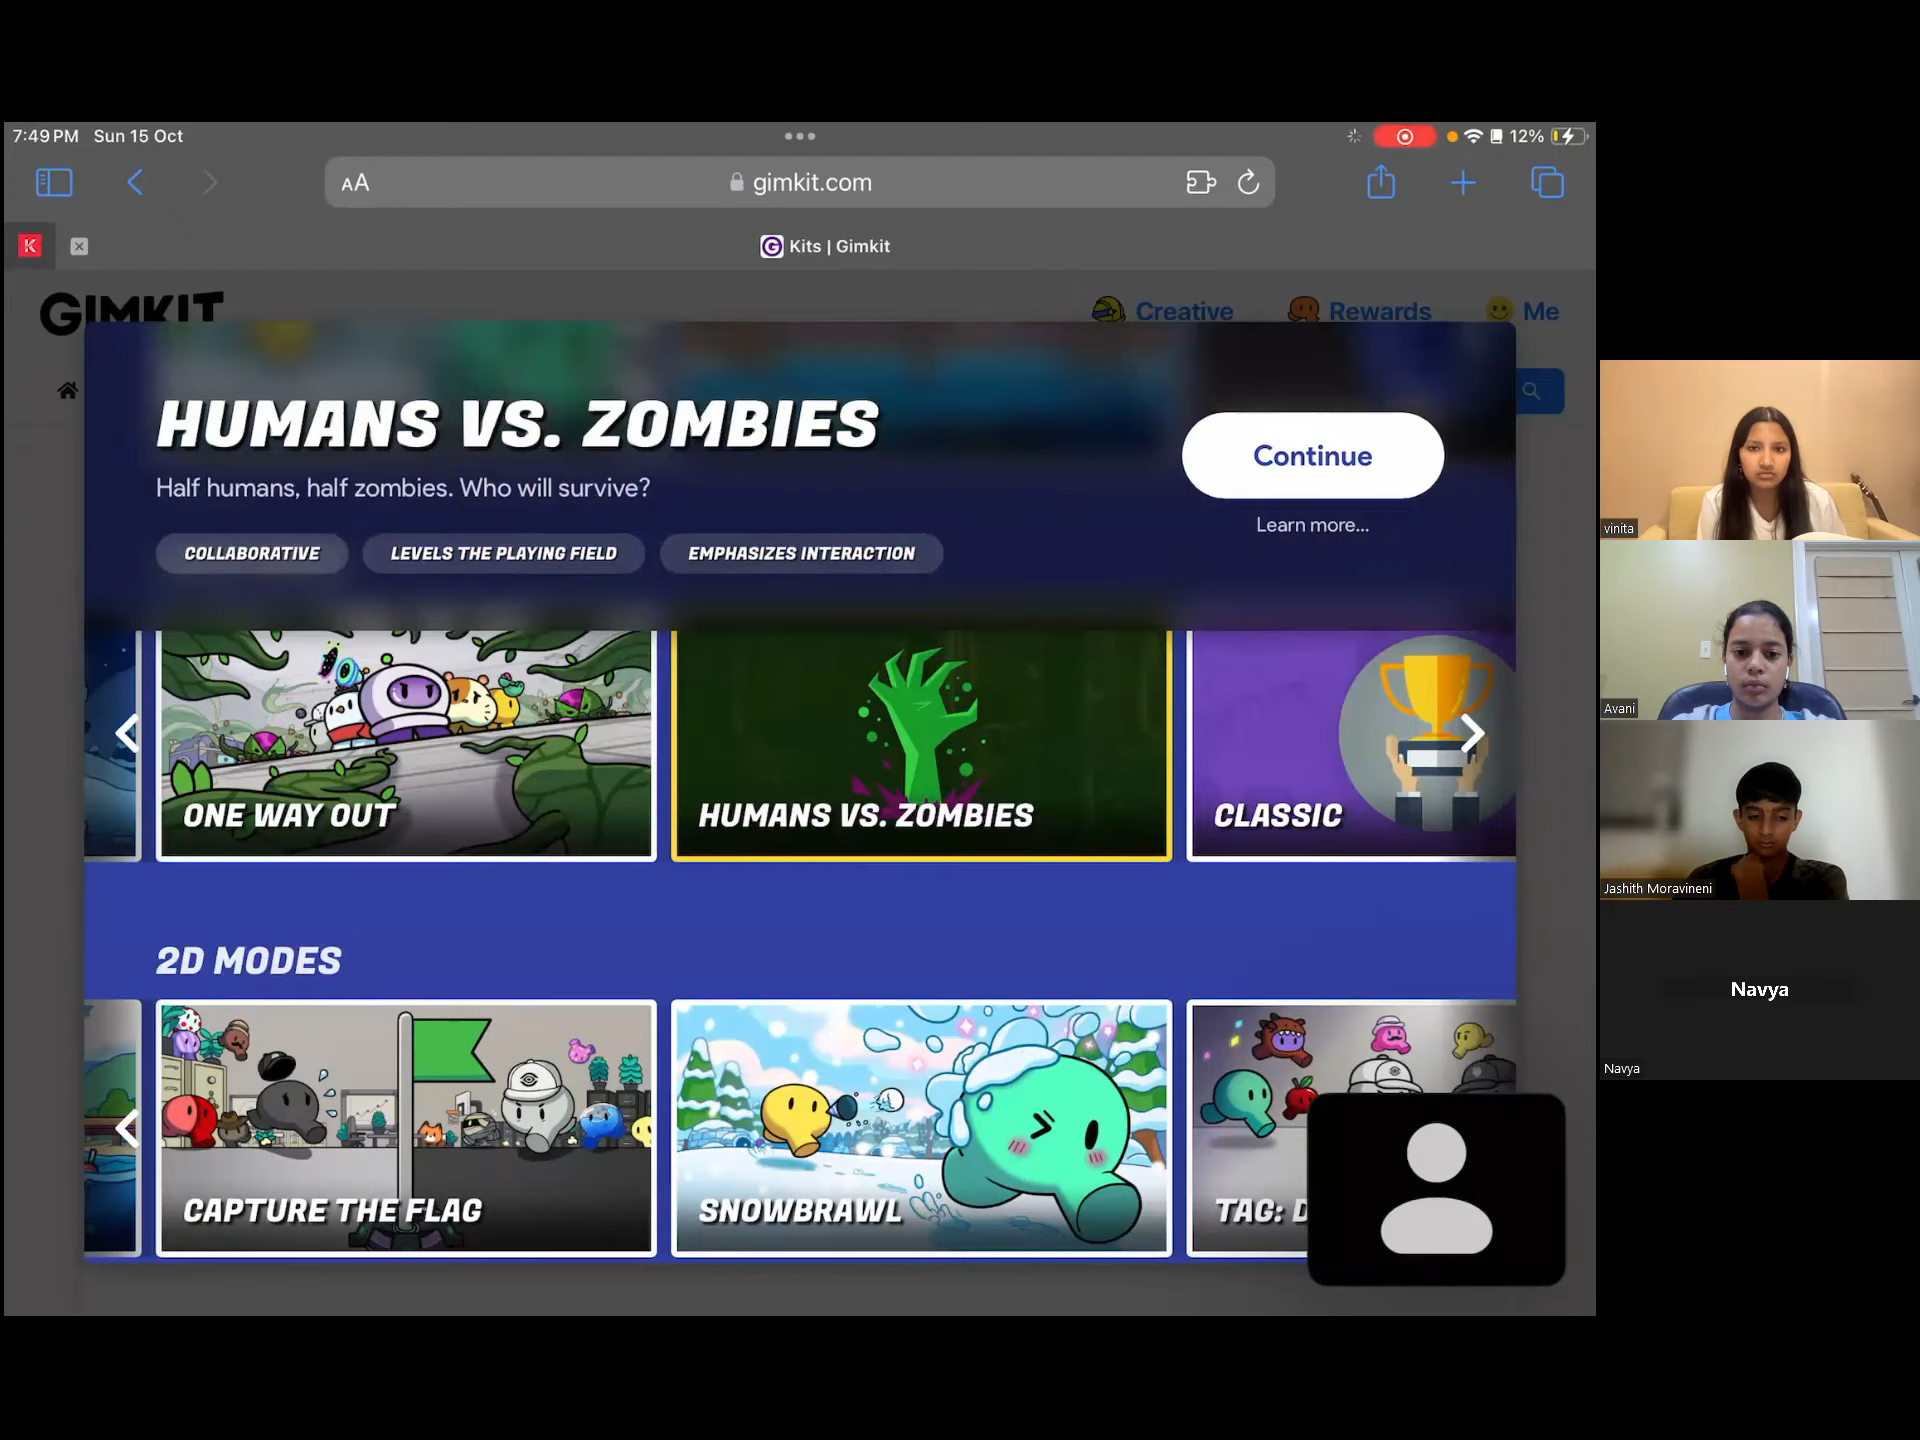 7:49 PM Sun 15 Oct
12%
AA
gimkit.com
K
G Kits | Gimkit
GIMKIT
Creative
Rewards
Me
HUMANS VS. ZOMBIES
Half humans, half zombies. Who will survive?
Continue
Learn more...
COLLABORATIVE
LEVELS THE PLAYING FIELD
EMPHASIZES INTERACTION
ONE WAY OUT
HUMANS VS. ZOMBIES
CLASSIC
2D MODES
CAPTURE THE FLAG
SNOWBRAWL
TAG:
vinita
Avani
Jashith Moravineni
Navya
Navya